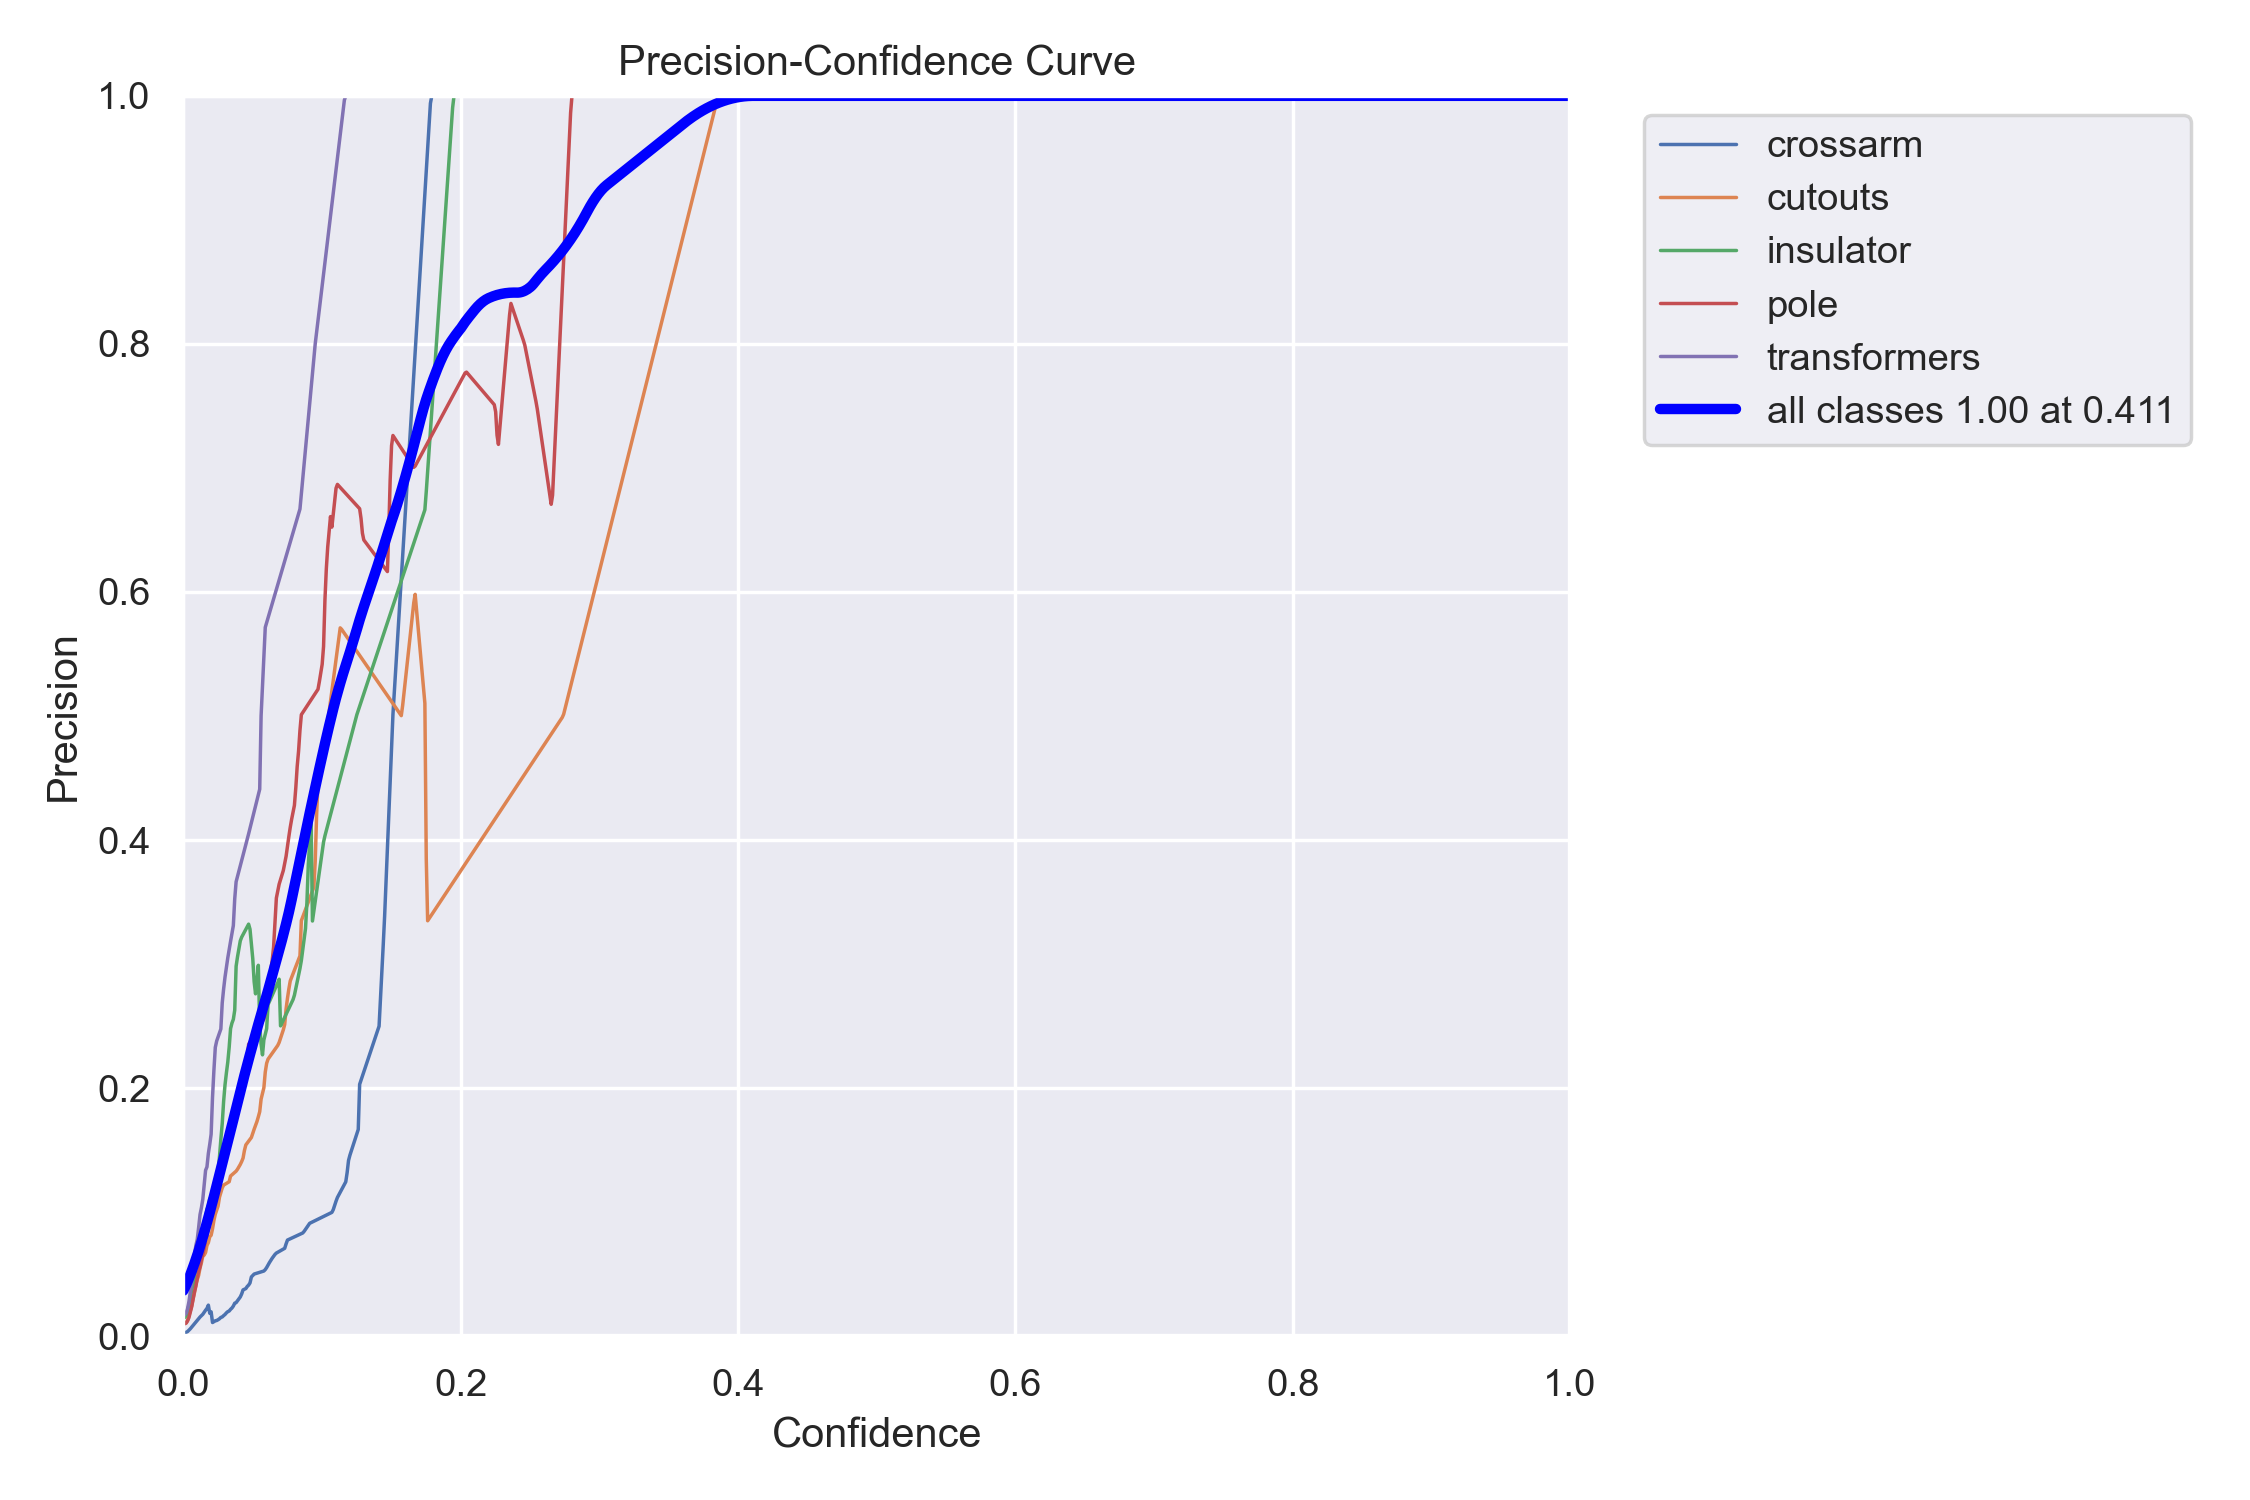 Precision-Confidence Curve
1.0
0.8
0.6
0.4
0.2
0.0
Precision
0.0 0.2 0.4 0.6 0.8 1.0
Confidence
crossarm
cutouts
insulator
pole
transformers
all classes 1.00 at 0.411